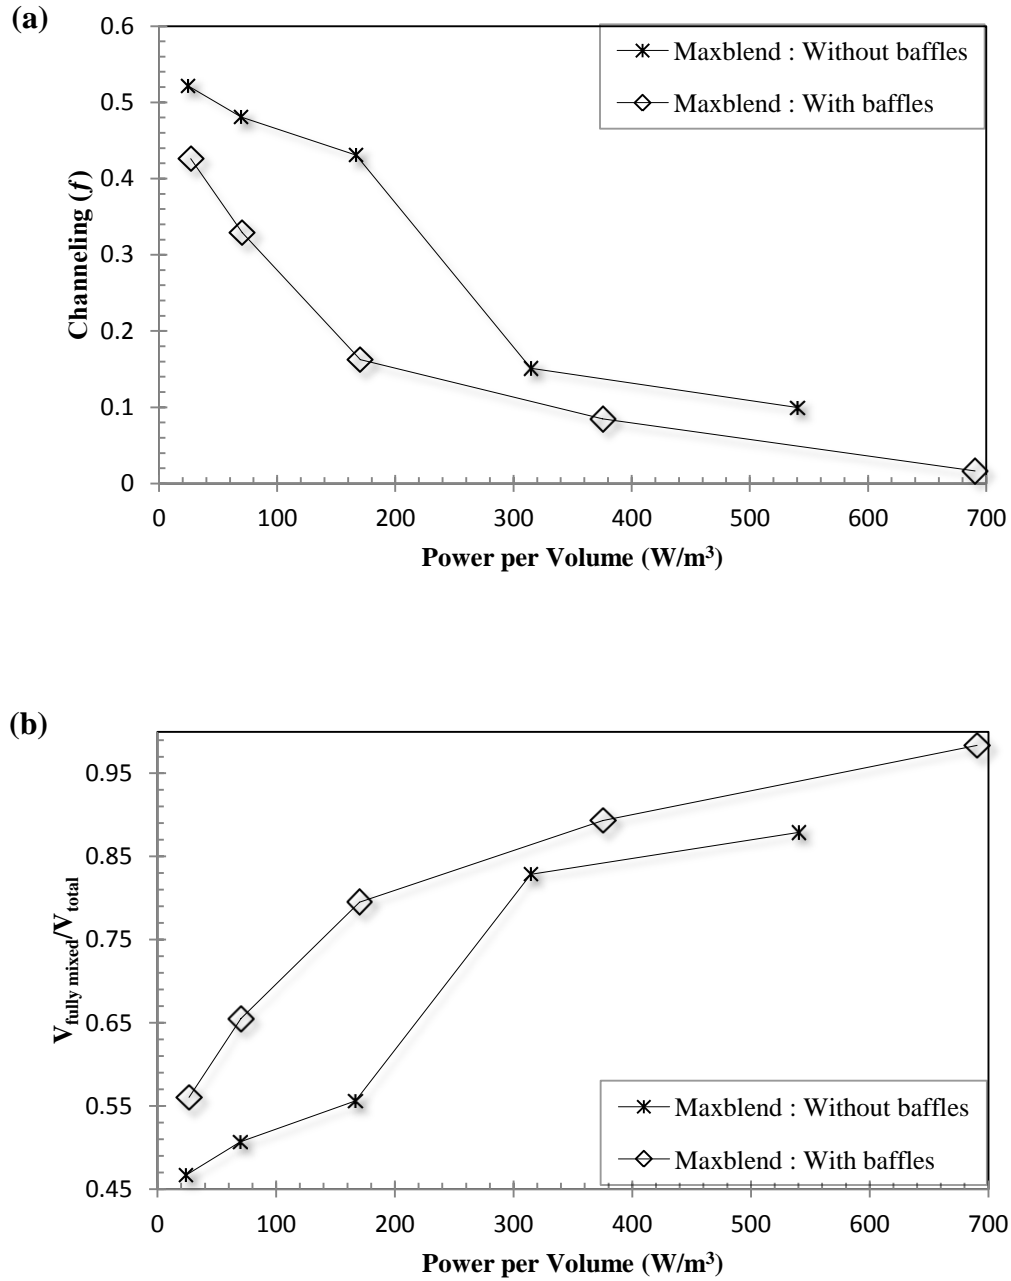 (a)
0.6
0.5
0.4
0.3
0.2
0.1
0
Channeling (f)
Maxblend : Without baffles
Maxblend : With baffles
0 100 200 300 400 500 600 700
Power per Volume (W/m³)
(b)
0.95
0.85
0.75
0.65
0.55
0.45
V fully mixed/V total
Maxblend : Without baffles
Maxblend : With baffles
0 100 200 300 400 500 600 700
Power per Volume (W/m³)